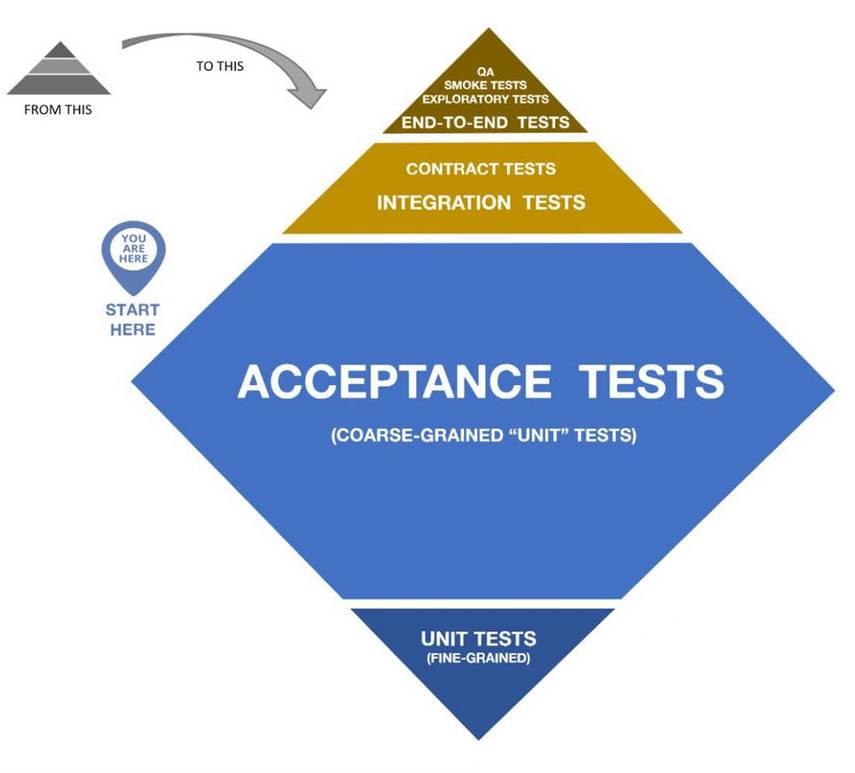 FROM THIS
TO THIS
QA
SMOKE TESTS
EXPLORATORY TESTS
END-TO-END TESTS
CONTRACT TESTS
INTEGRATION TESTS
YOU
ARE
HERE
START
HERE
ACCEPTANCE TESTS
(COARSE-GRAINED “UNIT” TESTS)
UNIT TESTS
(FINE-GRAINED)